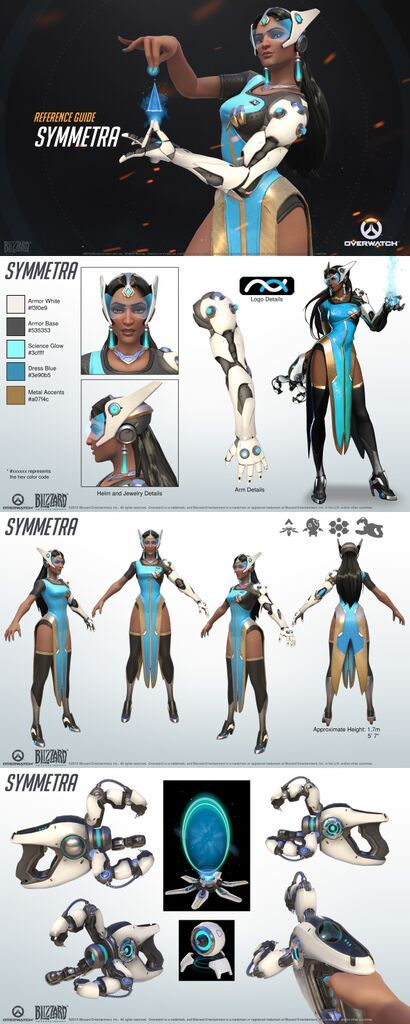 REFERENCE GUIDE
SYMMETRA
BLIZZARD
OVERWATCH
SYMMETRA
Armor White
#f3f0e9
Armor Base
#535353
Science Glow
#3cffff
Dress Blue
#3e90b5
Metal Accents
#a07f4c
* #xxxxxx represents
the hex color code
Helm and Jewelry Details
Logo Details
Arm Details
OVERWATCH BLIZZARD
SYMMETRA
Approximate Height: 1.7m
5' 7"
OVERWATCH BLIZZARD
SYMMETRA
OVERWATCH BLIZZARD